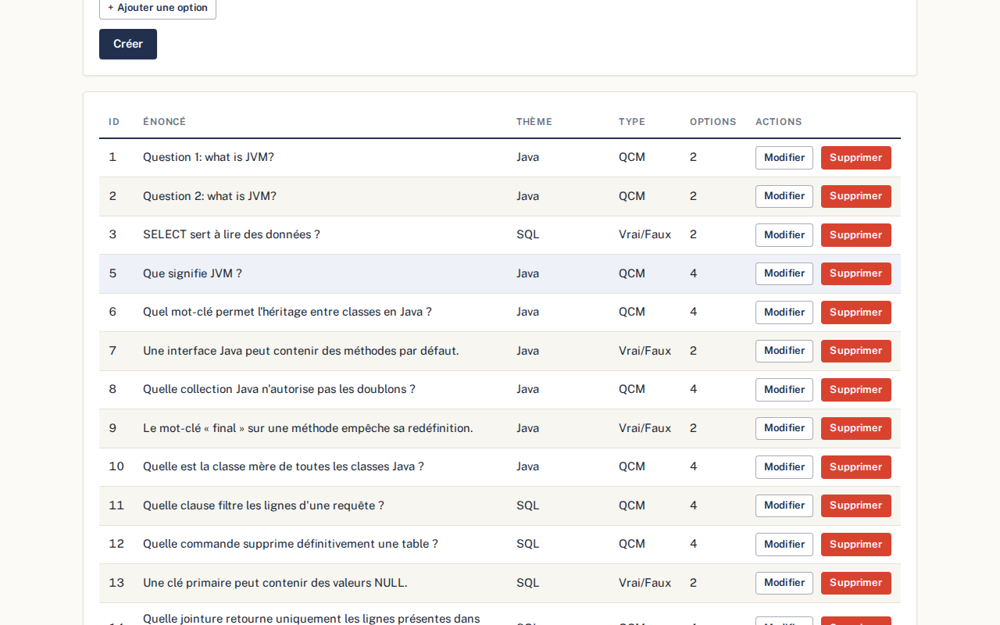 + Ajouter une option
Créer
ID ÉNONCÉ THÈME TYPE OPTIONS ACTIONS
1 Question 1: what is JVM? Java QCM 2 Modifier Supprimer
2 Question 2: what is JVM? Java QCM 2 Modifier Supprimer
3 SELECT sert à lire des données ? SQL Vrai/Faux 2 Modifier Supprimer
5 Que signifie JVM ? Java QCM 4 Modifier Supprimer
6 Quel mot-clé permet l'héritage entre classes en Java ? Java QCM 4 Modifier Supprimer
7 Une interface Java peut contenir des méthodes par défaut. Java Vrai/Faux 2 Modifier Supprimer
8 Quelle collection Java n'autorise pas les doublons ? Java QCM 4 Modifier Supprimer
9 Le mot-clé « final » sur une méthode empêche sa redéfinition. Java Vrai/Faux 2 Modifier Supprimer
10 Quelle est la classe mère de toutes les classes Java ? Java QCM 4 Modifier Supprimer
11 Quelle clause filtre les lignes d'une requête ? SQL QCM 4 Modifier Supprimer
12 Quelle commande supprime définitivement une table ? SQL QCM 4 Modifier Supprimer
13 Une clé primaire peut contenir des valeurs NULL. SQL Vrai/Faux 2 Modifier Supprimer
Quelle jointure retourne uniquement les lignes présentes dans